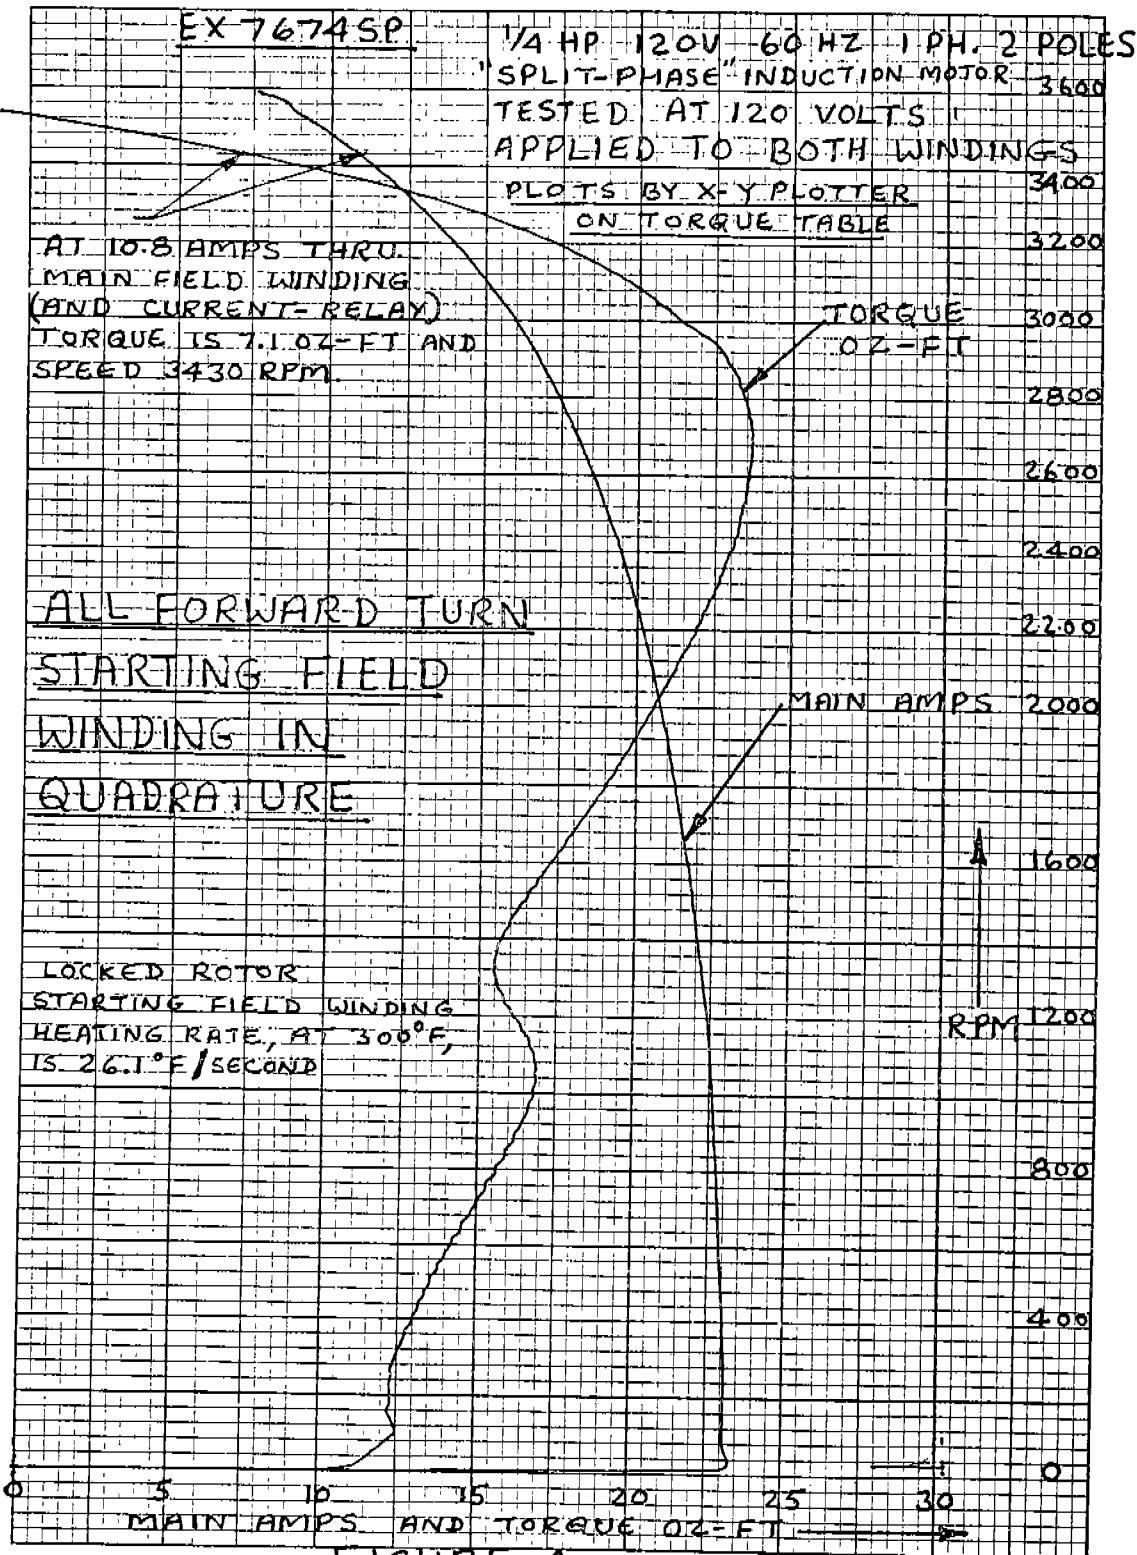 EX 7674SP
1/4 HP 120V 60 HZ 1 PH. 2 POLES
"SPLIT-PHASE" INDUCTION MOTOR
TESTED AT 120 VOLTS
APPLIED TO BOTH WINDINGS
PLOTS BY X-Y PLOTTER
ON TORQUE TABLE
3600
3400
3200
AT 10.8 AMPS THRU
MAIN FIELD WINDING
(AND CURRENT-RELAY)
TORQUE IS 7.1 OZ-FT AND
SPEED 3430 RPM.
TORQUE
OZ-FT
3000
2800
2600
2400
ALL FORWARD TURN
STARTING FIELD
WINDING IN
QUADRATURE
2200
MAIN AMPS
2000
1600
LOCKED ROTOR
STARTING FIELD WINDING
HEATING RATE, AT 300°F,
IS 26.1°F/SECOND
RPM
1200
800
400
0
0 5 10 15 20 25 30
MAIN AMPS AND TORQUE OZ-FT